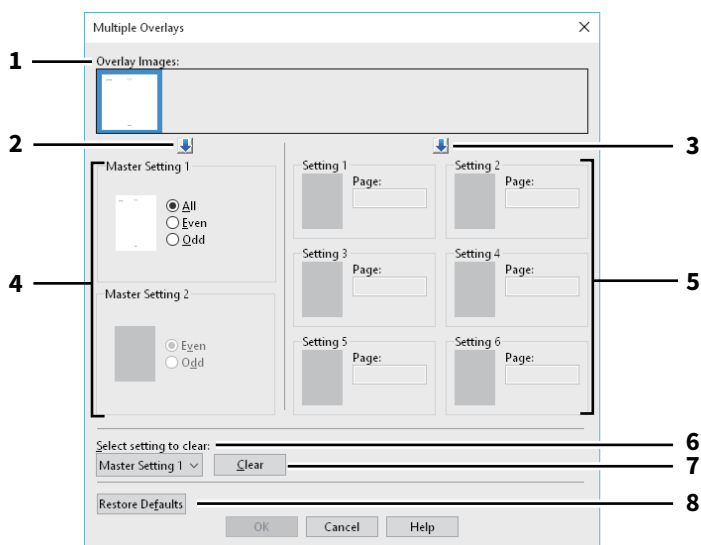 Multiple Overlays
1 Overlay Images:
2 3
Master Setting 1
All
Even
Odd
4
Master Setting 2
Even
Odd
Setting 1
Page:
Setting 2
Page:
Setting 3
Page:
Setting 4
Page:
5
Setting 5
Page:
Setting 6
Page:
Select setting to clear: 6
Master Setting 1 Clear 7
Restore Defaults 8
OK Cancel Help